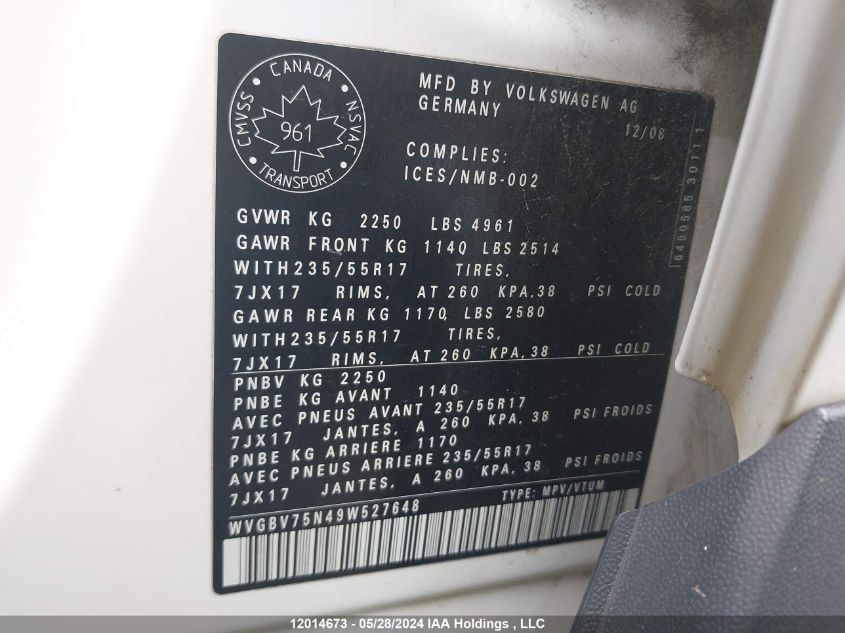 CANADA
CMVSS
NSVAC
961
TRANSPORT
MFD BY VOLKSWAGEN AG
GERMANY
12/08
COMPLIES:
ICES/NMB-002
6490585 30111
GVWR KG 2250 LBS 4961
GAWR FRONT KG 1140 LBS 2514
WITH235/55R17 TIRES,
7JX17 RIMS, AT 260 KPA,38 PSI COLD
GAWR REAR KG 1170 LBS 2580
WITH235/55R17 TIRES,
7JX17 RIMS, AT 260 KPA,38 PSI COLD
PNBV KG 2250
PNBE KG AVANT 1140
AVEC PNEUS AVANT 235/55R17
7JX17 JANTES, A 260 KPA, 38 PSI FROIDS
PNBE KG ARRIERE 1170
AVEC PNEUS ARRIERE 235/55R17
7JX17 JANTES, A 260 KPA, 38 PSI FROIDS
WVGBV75N49W527648 TYPE: MPV/VTUM
12014673 - 05/28/2024 IAA Holdings , LLC